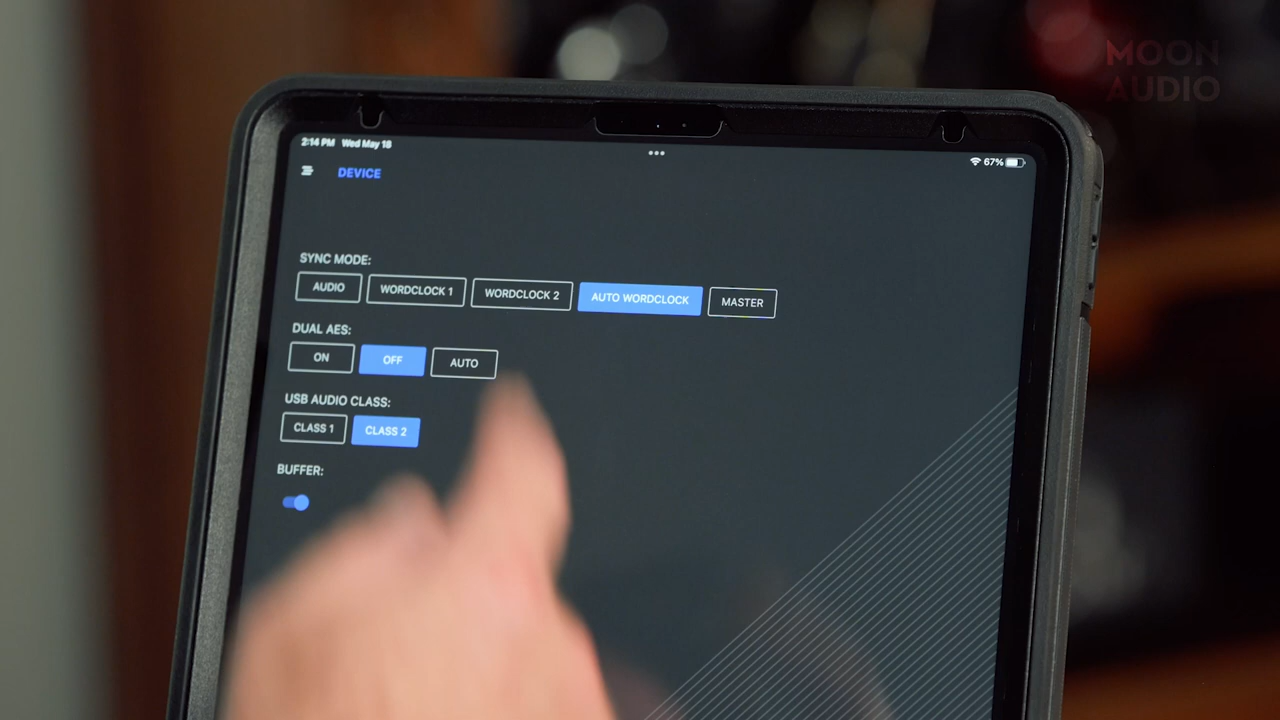 MOON
AUDIO
2:14 PM Wed May 18
67%
DEVICE
SYNC MODE:
AUDIO WORDCLOCK 1 WORDCLOCK 2 AUTO WORDCLOCK MASTER
DUAL AES:
ON OFF AUTO
USB AUDIO CLASS:
CLASS 1 CLASS 2
BUFFER: